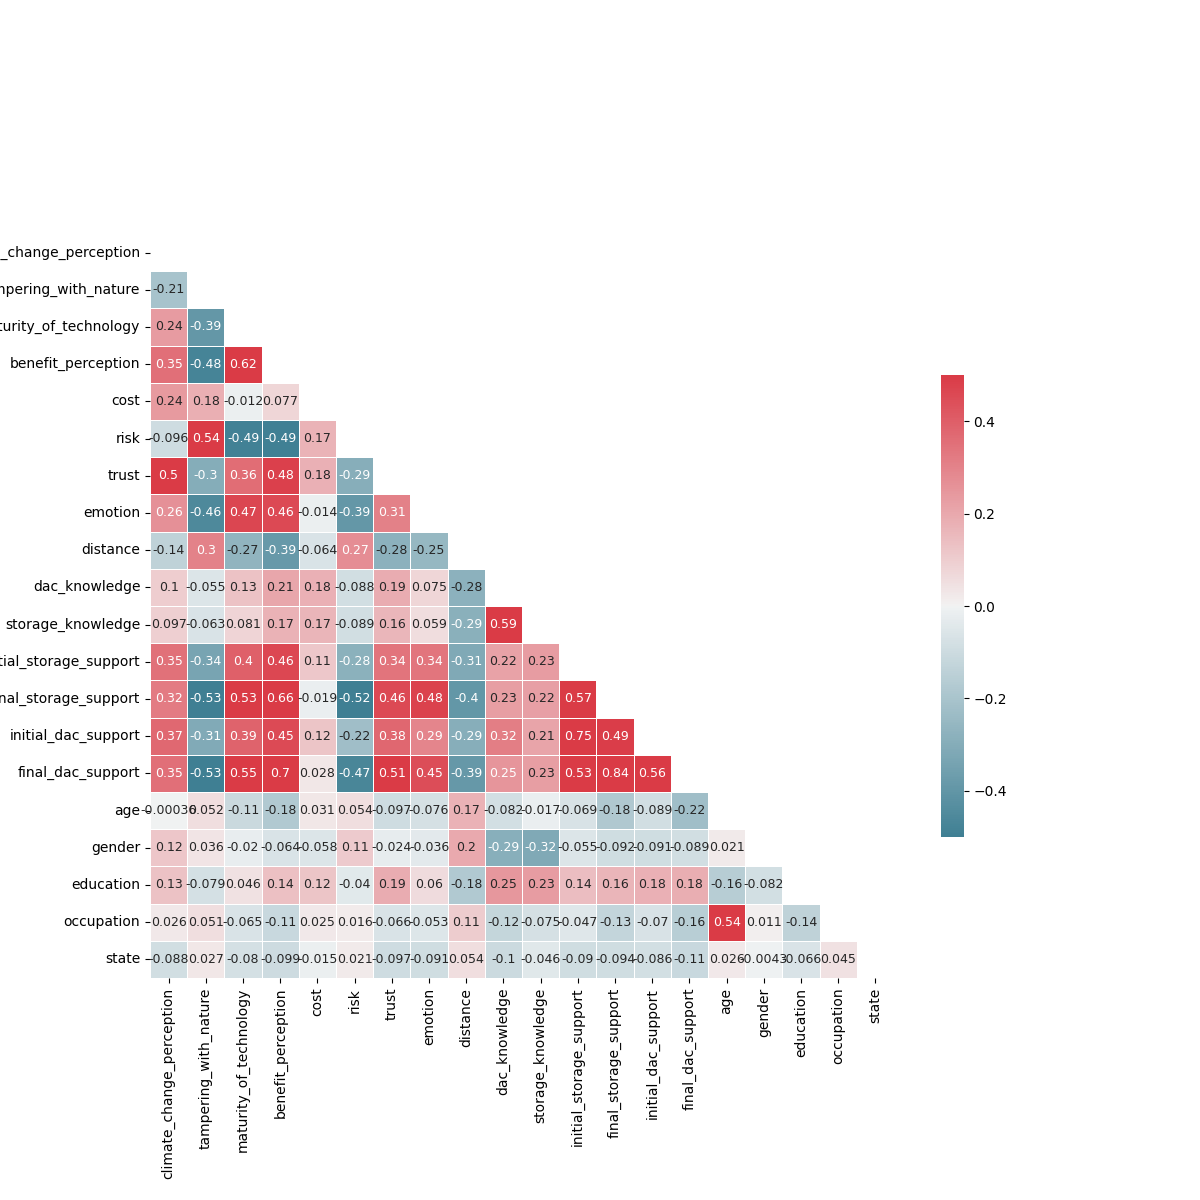 _change_perception
mpering_with_nature
-0.21
turity_of_technology
0.24 -0.39
benefit_perception
0.35 -0.48 0.62
0.4
cost
0.24 0.18 -0.012 0.077
risk
-0.096 0.54 -0.49 -0.49 0.17
trust
0.5 -0.3 0.36 0.48 0.18 -0.29
emotion
0.26 -0.46 0.47 0.46 -0.014 -0.39 0.31
0.2
distance
-0.14 0.3 -0.27 -0.39 -0.064 0.27 -0.28 -0.25
dac_knowledge
0.1 -0.055 0.13 0.21 0.18 -0.088 0.19 0.075 -0.28
0.0
storage_knowledge
0.097 -0.063 0.081 0.17 0.17 -0.089 0.16 0.059 -0.29 0.59
tial_storage_support
0.35 -0.34 0.4 0.46 0.11 -0.28 0.34 0.34 -0.31 0.22 0.23
nal_storage_support
0.32 -0.53 0.53 0.66 -0.019 -0.52 0.46 0.48 -0.4 0.23 0.22 0.57
−0.2
initial_dac_support
0.37 -0.31 0.39 0.45 0.12 -0.22 0.38 0.29 -0.29 0.32 0.21 0.75 0.49
final_dac_support
0.35 -0.53 0.55 0.7 0.028 -0.47 0.51 0.45 -0.39 0.25 0.23 0.53 0.84 0.56
−0.4
age
-0.00036 0.052 -0.11 -0.18 0.031 0.054 -0.097 -0.076 0.17 -0.082 -0.017 -0.069 -0.18 -0.089 -0.22
gender
0.12 0.036 -0.02 -0.064 -0.058 0.11 -0.024 -0.036 0.2 -0.29 -0.32 -0.055 -0.092 -0.091 -0.089 0.021
education
0.13 -0.079 0.046 0.14 0.12 -0.04 0.19 0.06 -0.18 0.25 0.23 0.14 0.16 0.18 0.18 -0.16 -0.082
occupation
0.026 0.051 -0.065 -0.11 0.025 0.016 -0.066 -0.053 0.11 -0.12 -0.075 -0.047 -0.13 -0.07 -0.16 0.54 0.011 -0.14
state
-0.088 0.027 -0.08 -0.099 -0.015 0.021 -0.097 -0.091 0.054 -0.1 -0.046 -0.09 -0.094 -0.086 -0.11 0.026 -0.0043 -0.066 0.045
climate_change_perception
tampering_with_nature
maturity_of_technology
benefit_perception
cost
risk
trust
emotion
distance
dac_knowledge
storage_knowledge
initial_storage_support
final_storage_support
initial_dac_support
final_dac_support
age
gender
education
occupation
state